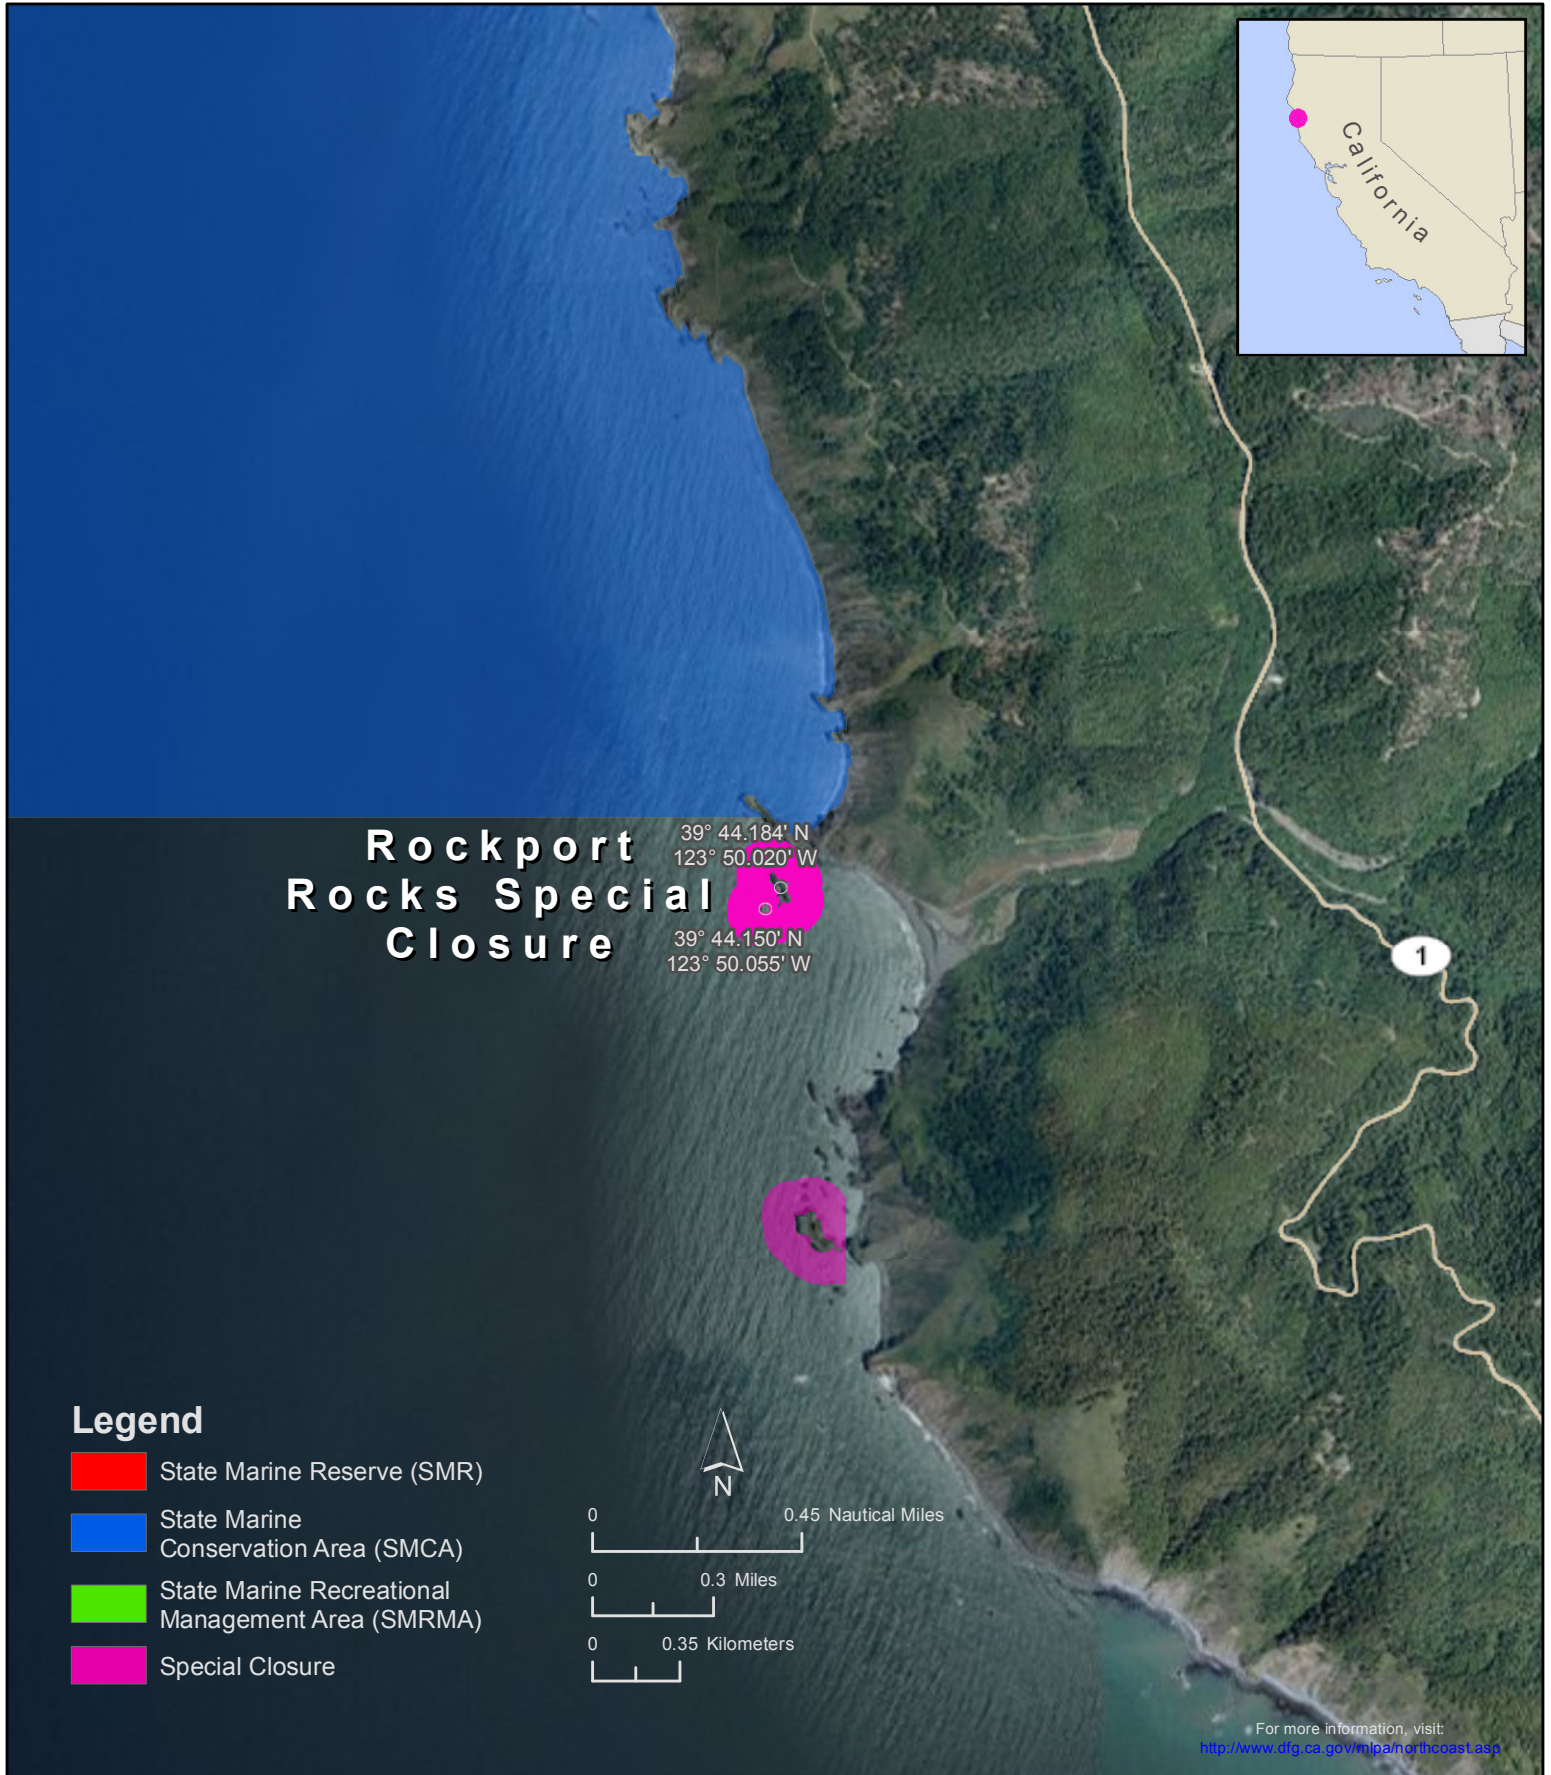 California
Rockport
Rocks Special
Closure
39° 44.184' N
123° 50.020' W
39° 44.150' N
123° 50.055' W
1
Legend
State Marine Reserve (SMR)
State Marine
Conservation Area (SMCA)
State Marine Recreational
Management Area (SMRMA)
Special Closure
N
0 0.45 Nautical Miles
0 0.3 Miles
0 0.35 Kilometers
For more information, visit:
http://www.dfg.ca.gov/mlpa/northcoast.asp